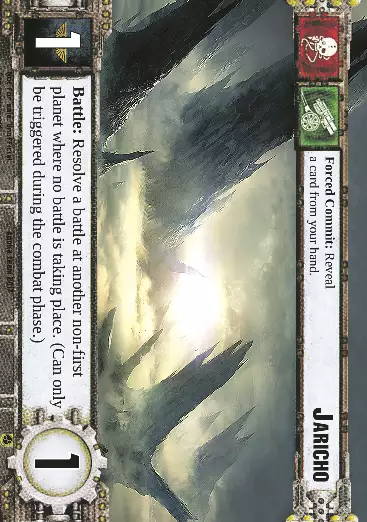 JARICHO
Forced Commit: Reveal
a card from your hand.
1
Battle: Resolve a battle at another non-first
planet where no battle is taking place. (Can only
be triggered during the combat phase.)
1